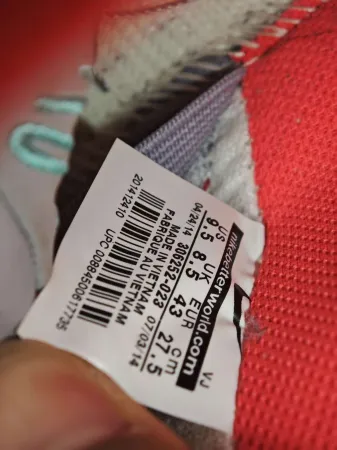 nikebetterworld.com
US UK EUR cm
9.5 8.5 43 27.5
04/24/14 07/03/14 VJ
306252-023
MADE IN VIETNAM
FABRIQUE AU VIETNAM
201412410
UPC:00884500617735